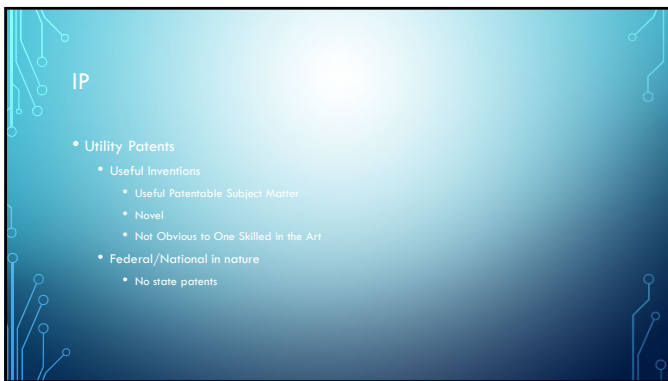 IP
• Utility Patents
• Useful Inventions
• Useful Patentable Subject Matter
• Novel
• Not Obvious to One Skilled in the Art
• Federal/National in nature
• No state patents